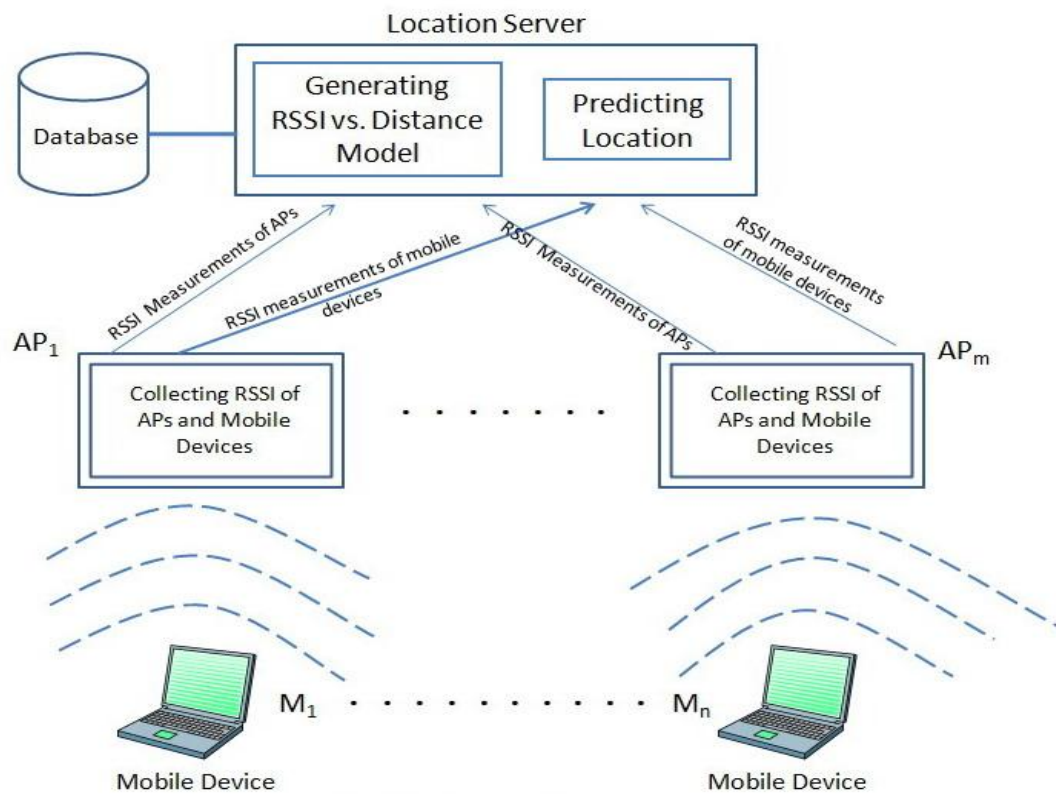 Location Server
Database
Generating
RSSI vs. Distance
Model
Predicting
Location
RSSI Measurements of APs
RSSI measurements of mobile
devices
RSSI Measurements of APs
RSSI measurements
of mobile devices
AP₁
APₘ
Collecting RSSI of
APs and Mobile
Devices
. . . . . . . .
Collecting RSSI of
APs and Mobile
Devices
M₁ . . . . . . . . . . Mₙ
Mobile Device
Mobile Device